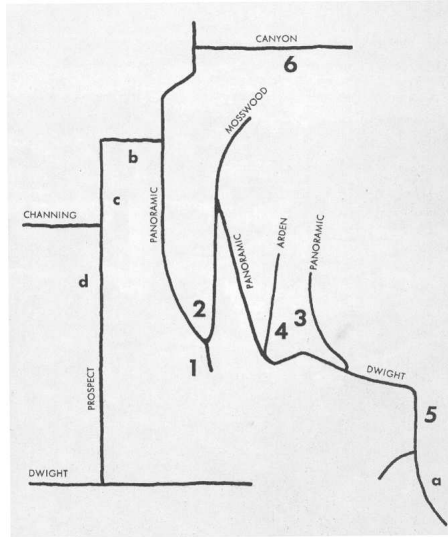 CANYON
6
MOSSWOOD
b
c
PANORAMIC
CHANNING
PANORAMIC
ARDEN
PANORAMIC
d
2
3
4
1
PROSPECT
DWIGHT
5
DWIGHT
a